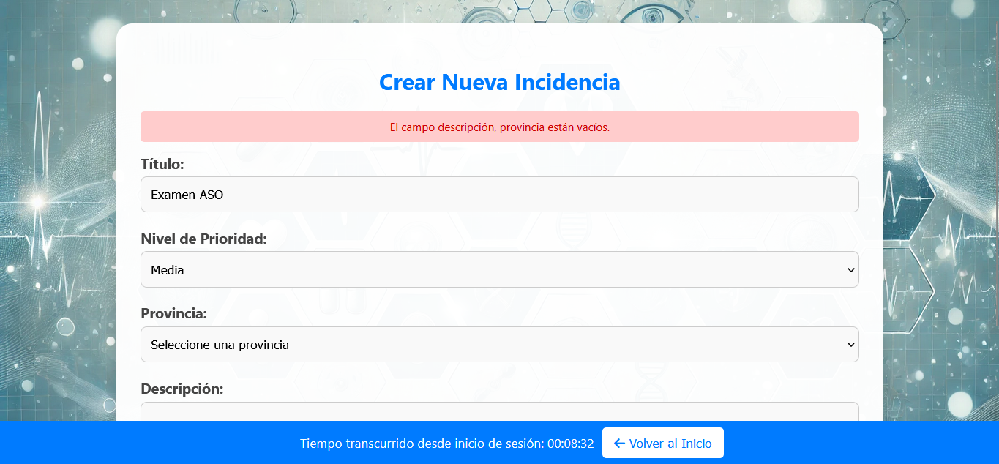 Crear Nueva Incidencia
El campo descripción, provincia están vacíos.
Título:
Examen ASO
Nivel de Prioridad:
Media
Provincia:
Seleccione una provincia
Descripción:
Tiempo transcurrido desde inicio de sesión: 00:08:32
Volver al Inicio